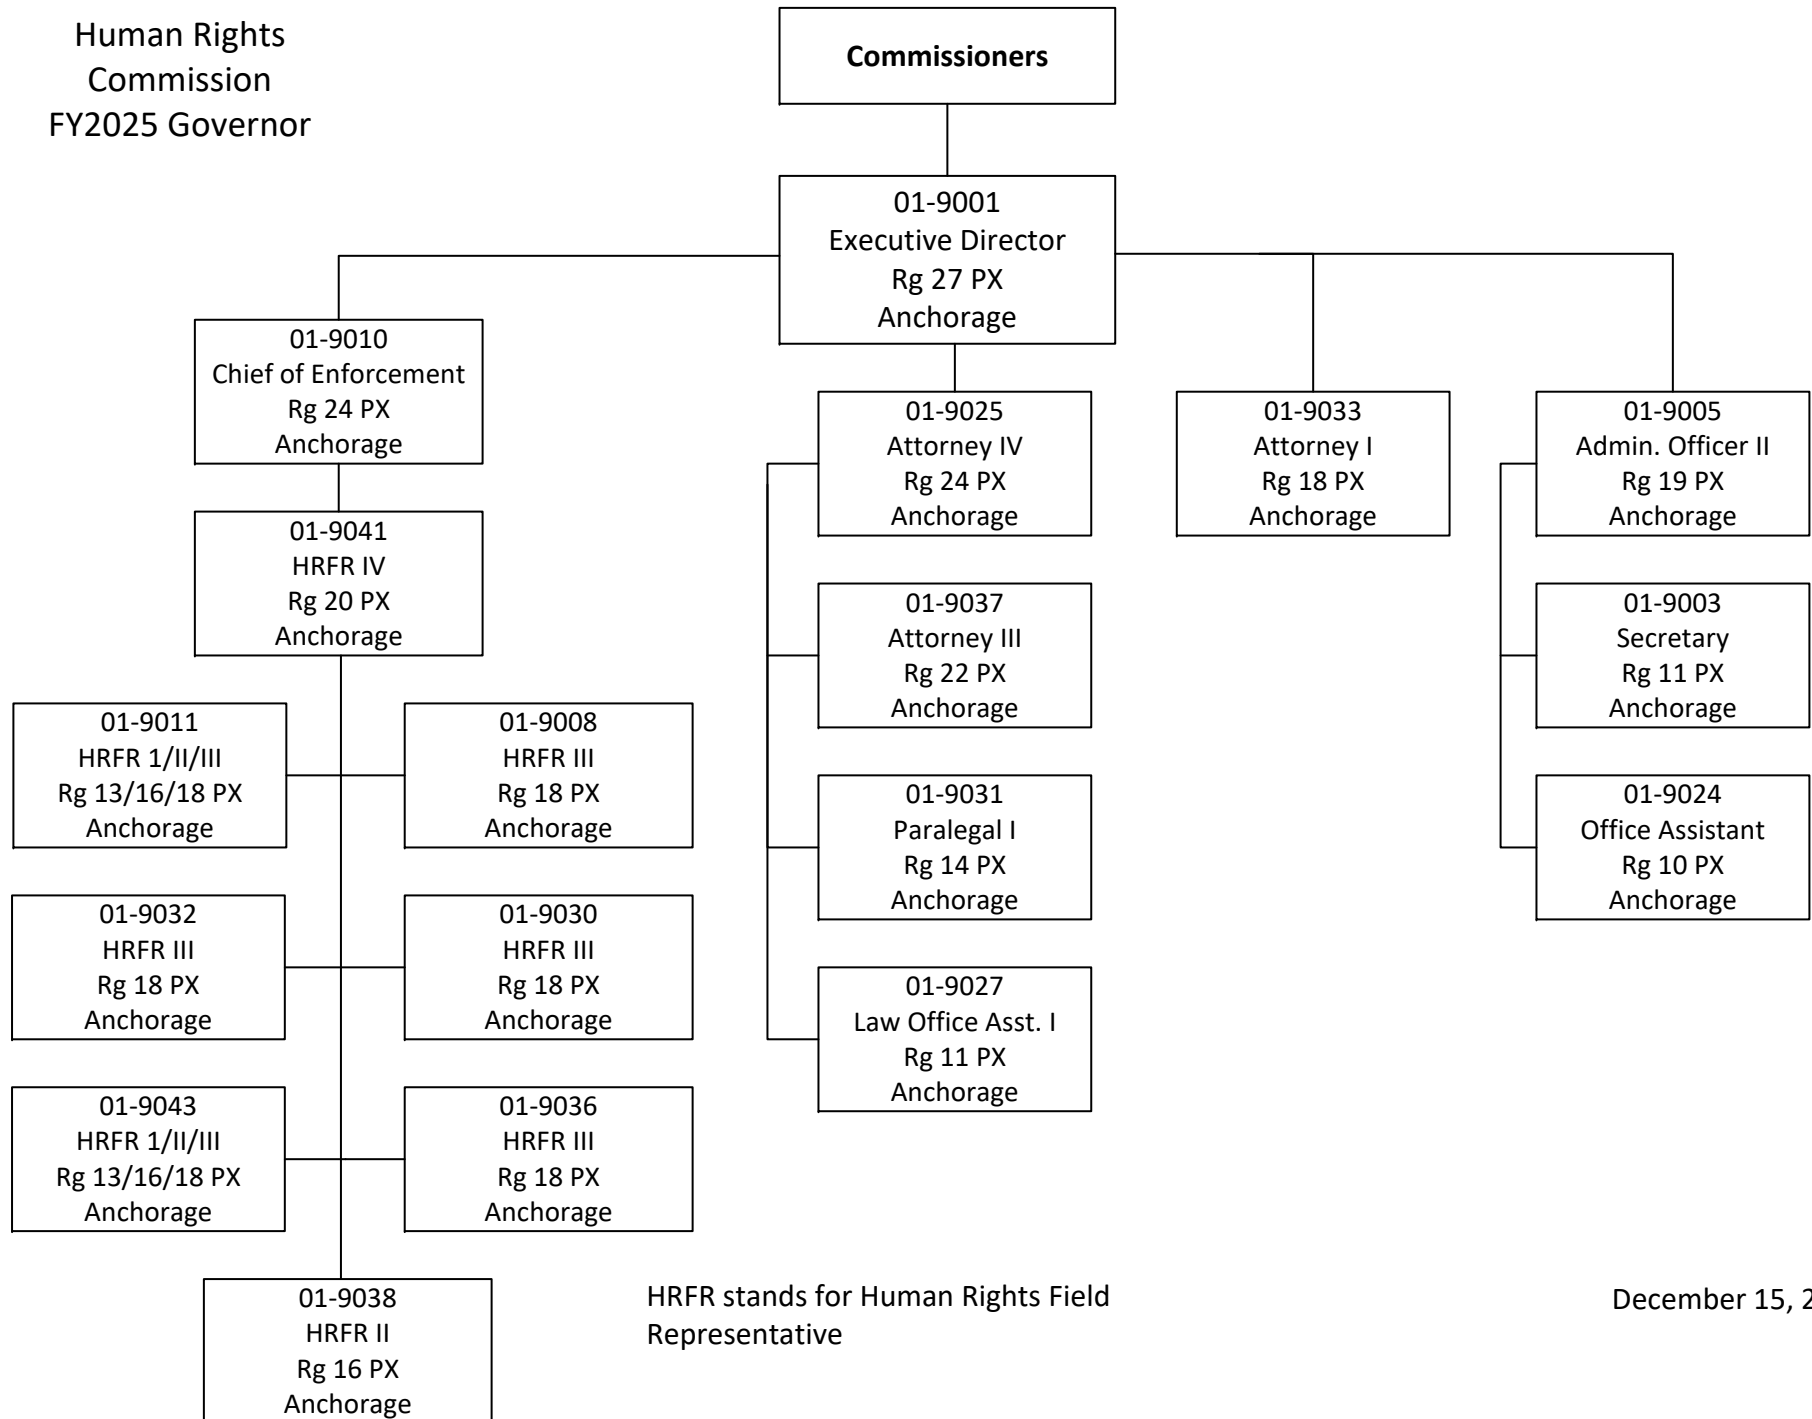 Human Rights
Commission
FY2025 Governor
Commissioners
01-9001
Executive Director
Rg 27 PX
Anchorage
01-9010
Chief of Enforcement
Rg 24 PX
Anchorage
01-9025
Attorney IV
Rg 24 PX
Anchorage
01-9033
Attorney I
Rg 18 PX
Anchorage
01-9005
Admin. Officer II
Rg 19 PX
Anchorage
01-9041
HRFR IV
Rg 20 PX
Anchorage
01-9037
Attorney III
Rg 22 PX
Anchorage
01-9003
Secretary
Rg 11 PX
Anchorage
01-9011
HRFR 1/II/III
Rg 13/16/18 PX
Anchorage
01-9008
HRFR III
Rg 18 PX
Anchorage
01-9031
Paralegal I
Rg 14 PX
Anchorage
01-9024
Office Assistant
Rg 10 PX
Anchorage
01-9032
HRFR III
Rg 18 PX
Anchorage
01-9030
HRFR III
Rg 18 PX
Anchorage
01-9027
Law Office Asst. I
Rg 11 PX
Anchorage
01-9043
HRFR 1/II/III
Rg 13/16/18 PX
Anchorage
01-9036
HRFR III
Rg 18 PX
Anchorage
01-9038
HRFR II
Rg 16 PX
Anchorage
HRFR stands for Human Rights Field
Representative
December 15, 2